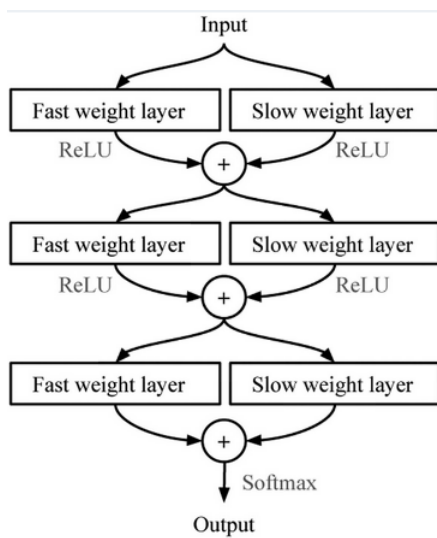 Input
Fast weight layer Slow weight layer
ReLU ReLU
+
Fast weight layer Slow weight layer
ReLU ReLU
+
Fast weight layer Slow weight layer
+
Softmax
Output